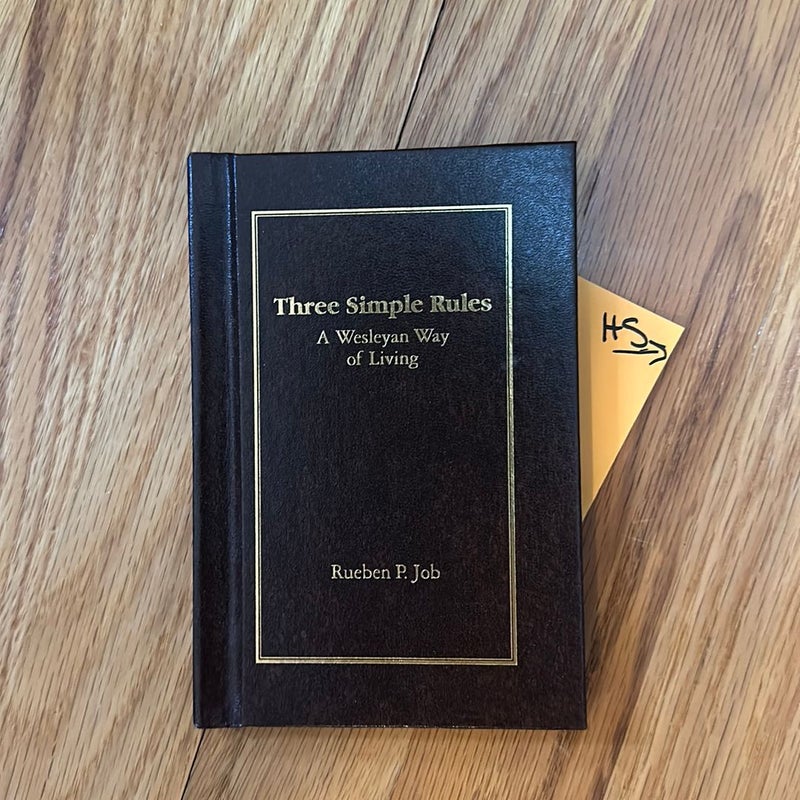 Three Simple Rules
A Wesleyan Way
of Living
Rueben P. Job
HS